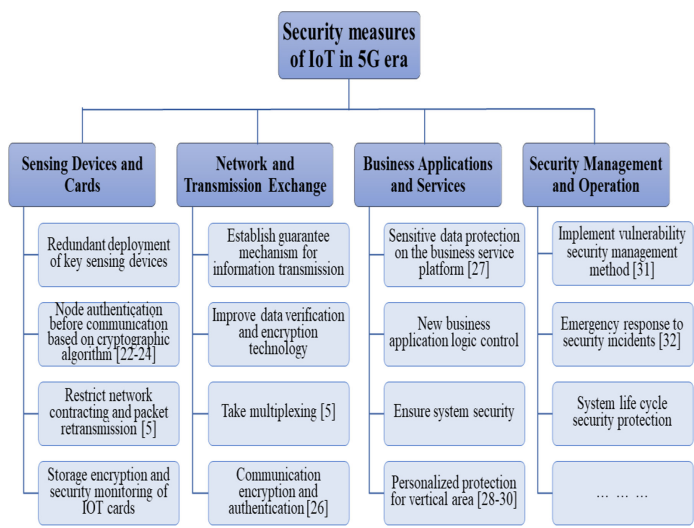 Security measures
of IoT in 5G era
Sensing Devices and
Cards
Redundant deployment
of key sensing devices
Node authentication
before communication
based on cryptographic
algorithm [22-24]
Restrict network
contracting and packet
retransmission [5]
Storage encryption and
security monitoring of
IOT cards
Network and
Transmission Exchange
Establish guarantee
mechanism for
information transmission
Improve data verification
and encryption
technology
Take multiplexing [5]
Communication
encryption and
authentication [26]
Business Applications
and Services
Sensitive data protection
on the business service
platform [27]
New business
application logic control
Ensure system security
Personalized protection
for vertical area [28-30]
Security Management
and Operation
Implement vulnerability
security management
method [31]
Emergency response to
security incidents [32]
System life cycle
security protection
… … …